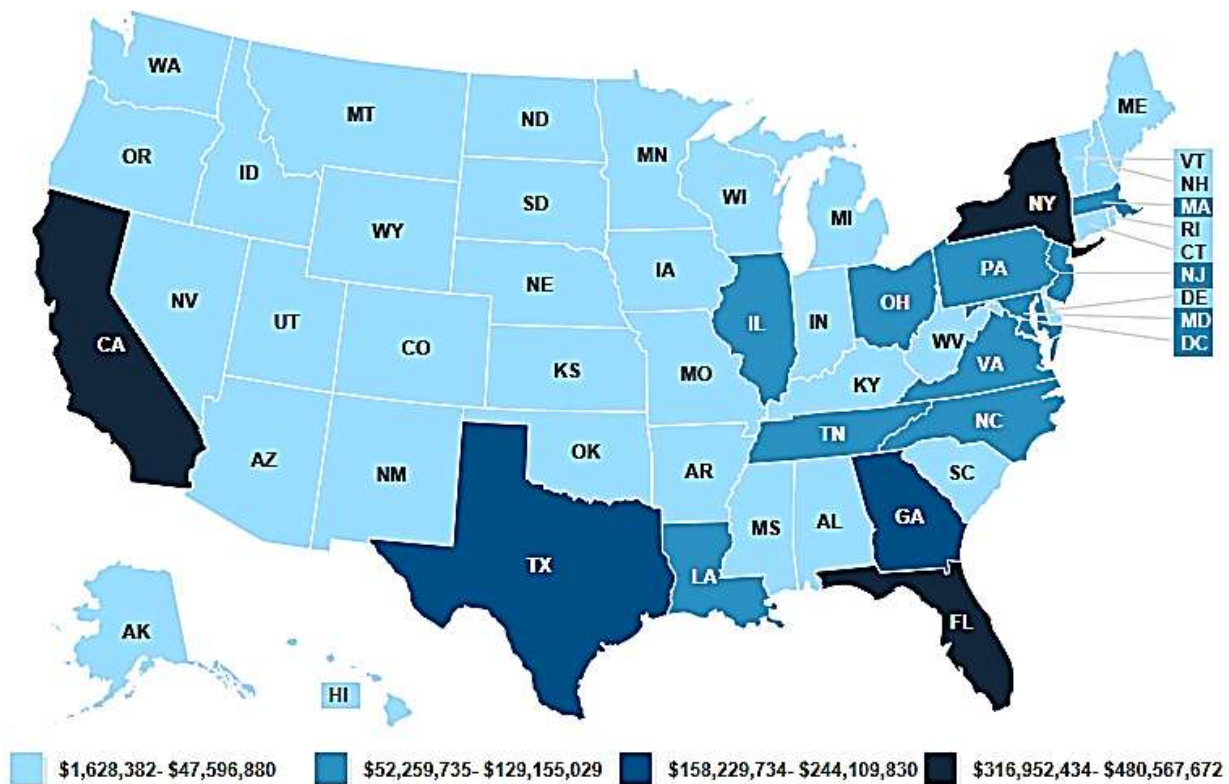 WA
MT
ND
MN
ME
OR
ID
SD
WI
MI
VT
NH
NY
MA
RI
CT
WY
IA
NE
PA
NJ
DE
MD
DC
NV
UT
CO
IL
IN
OH
WV
VA
CA
KS
MO
KY
NC
TN
AZ
NM
OK
AR
SC
MS
AL
GA
TX
LA
FL
AK
HI
$1,628,382- $47,596,880
$52,259,735- $129,155,029
$158,229,734- $244,109,830
$316,952,434- $480,567,672